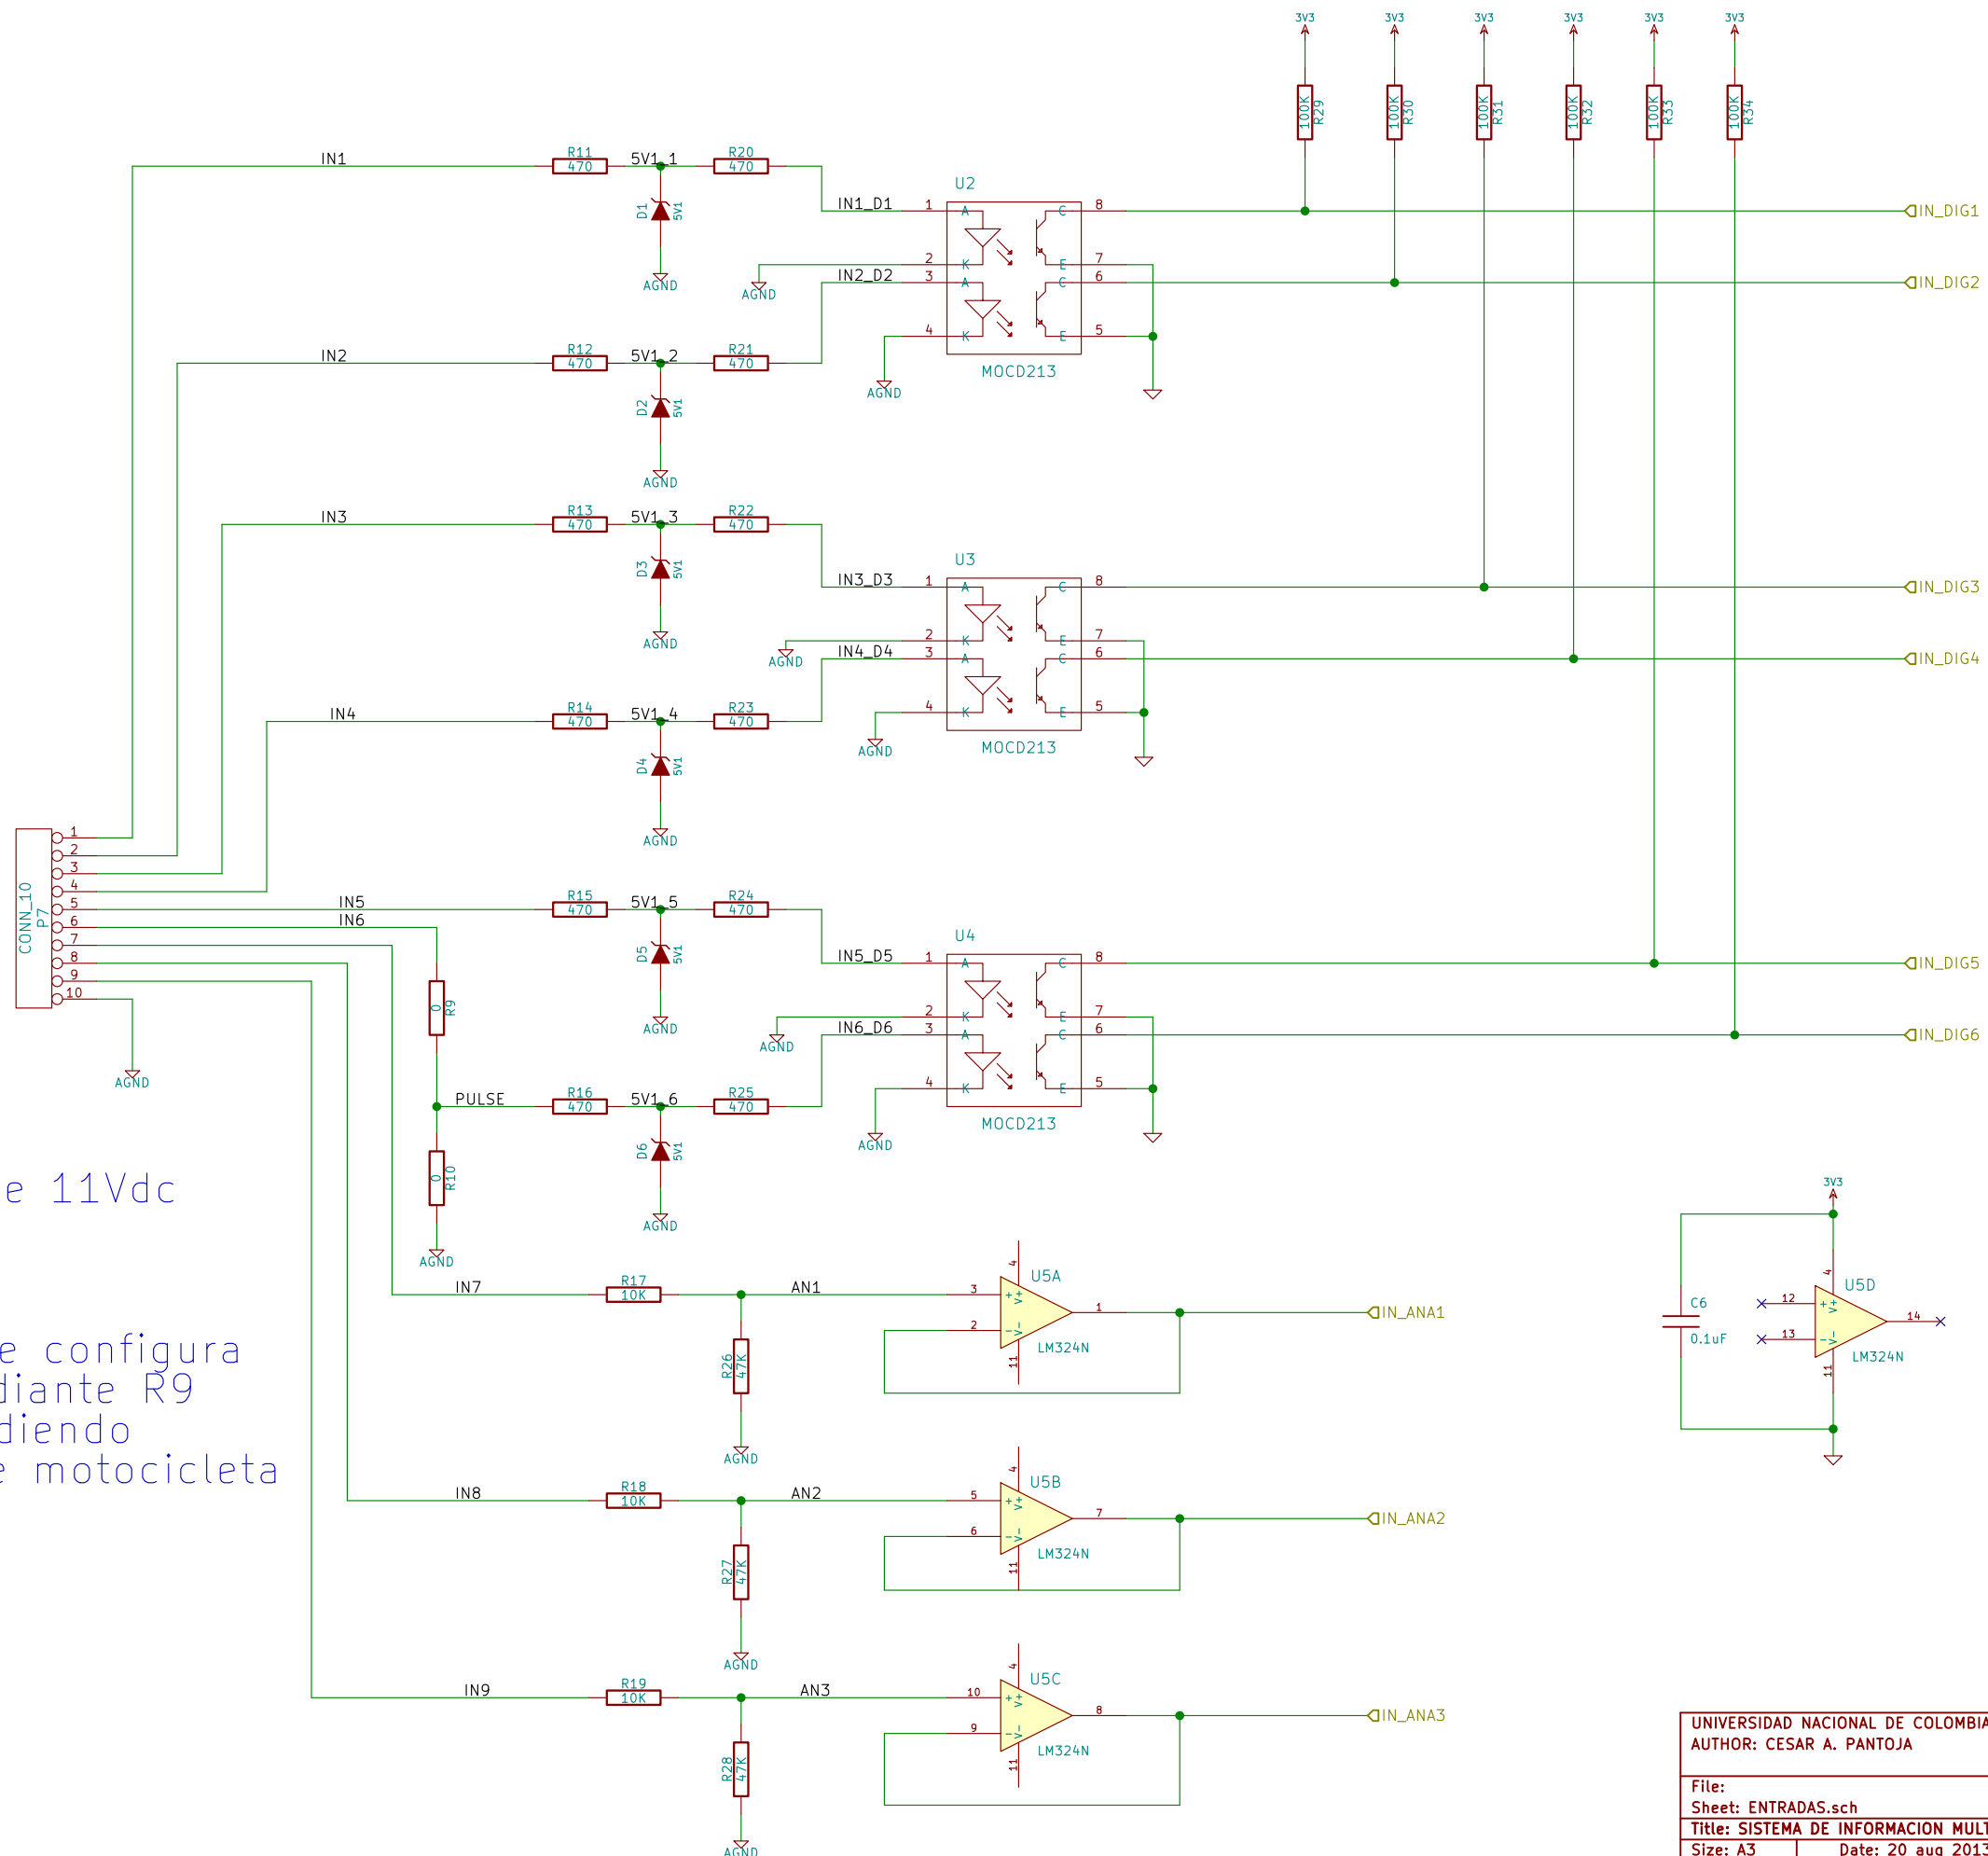 3V3
3V3
3V3
3V3
3V3
3V3
100K
R29
100K
R30
100K
R31
100K
R32
100K
R33
100K
R34
IN1
R11
470
5V1_1
R20
470
D1
5V1
AGND
IN1_D1
AGND
IN2_D2
U2
1 A
2 K
3 A
4 K
C 8
E 7
C 6
E 5
MOCD213
AGND
IN_DIG1
IN_DIG2
IN2
R12
470
5V1_2
R21
470
D2
5V1
AGND
IN3
R13
470
5V1_3
R22
470
D3
5V1
AGND
IN3_D3
AGND
IN4_D4
U3
1 A
2 K
3 A
4 K
C 8
E 7
C 6
E 5
MOCD213
AGND
IN_DIG3
IN_DIG4
IN4
R14
470
5V1_4
R23
470
D4
5V1
AGND
CONN_10
P7
1
2
3
4
5
6
7
8
9
10
AGND
IN5
IN6
R15
470
5V1_5
R24
470
D5
5V1
AGND
IN5_D5
AGND
IN6_D6
U4
1 A
2 K
3 A
4 K
C 8
E 7
C 6
E 5
MOCD213
AGND
IN_DIG5
IN_DIG6
0
R9
PULSE
R16
470
5V1_6
R25
470
D6
5V1
AGND
0
R10
AGND
e 11Vdc
e configura
diante R9
diendo
e motocicleta
IN7
R17
10K
AN1
R26
47K
AGND
3
2
4
+
V+
−
V-
11
1
U5A
LM324N
IN_ANA1
IN8
R18
10K
AN2
R27
47K
AGND
5
6
4
+
V+
−
V-
11
7
U5B
LM324N
IN_ANA2
IN9
R19
10K
AN3
R28
47K
AGND
10
9
4
+
V+
−
V-
11
8
U5C
LM324N
IN_ANA3
3V3
C6
0.1uF
12
13
4
+
V+
−
V-
11
14
U5D
LM324N
UNIVERSIDAD NACIONAL DE COLOMBIA
AUTHOR: CESAR A. PANTOJA
File:
Sheet: ENTRADAS.sch
Title: SISTEMA DE INFORMACION MULT
Size: A3
Date: 20 aug 2013